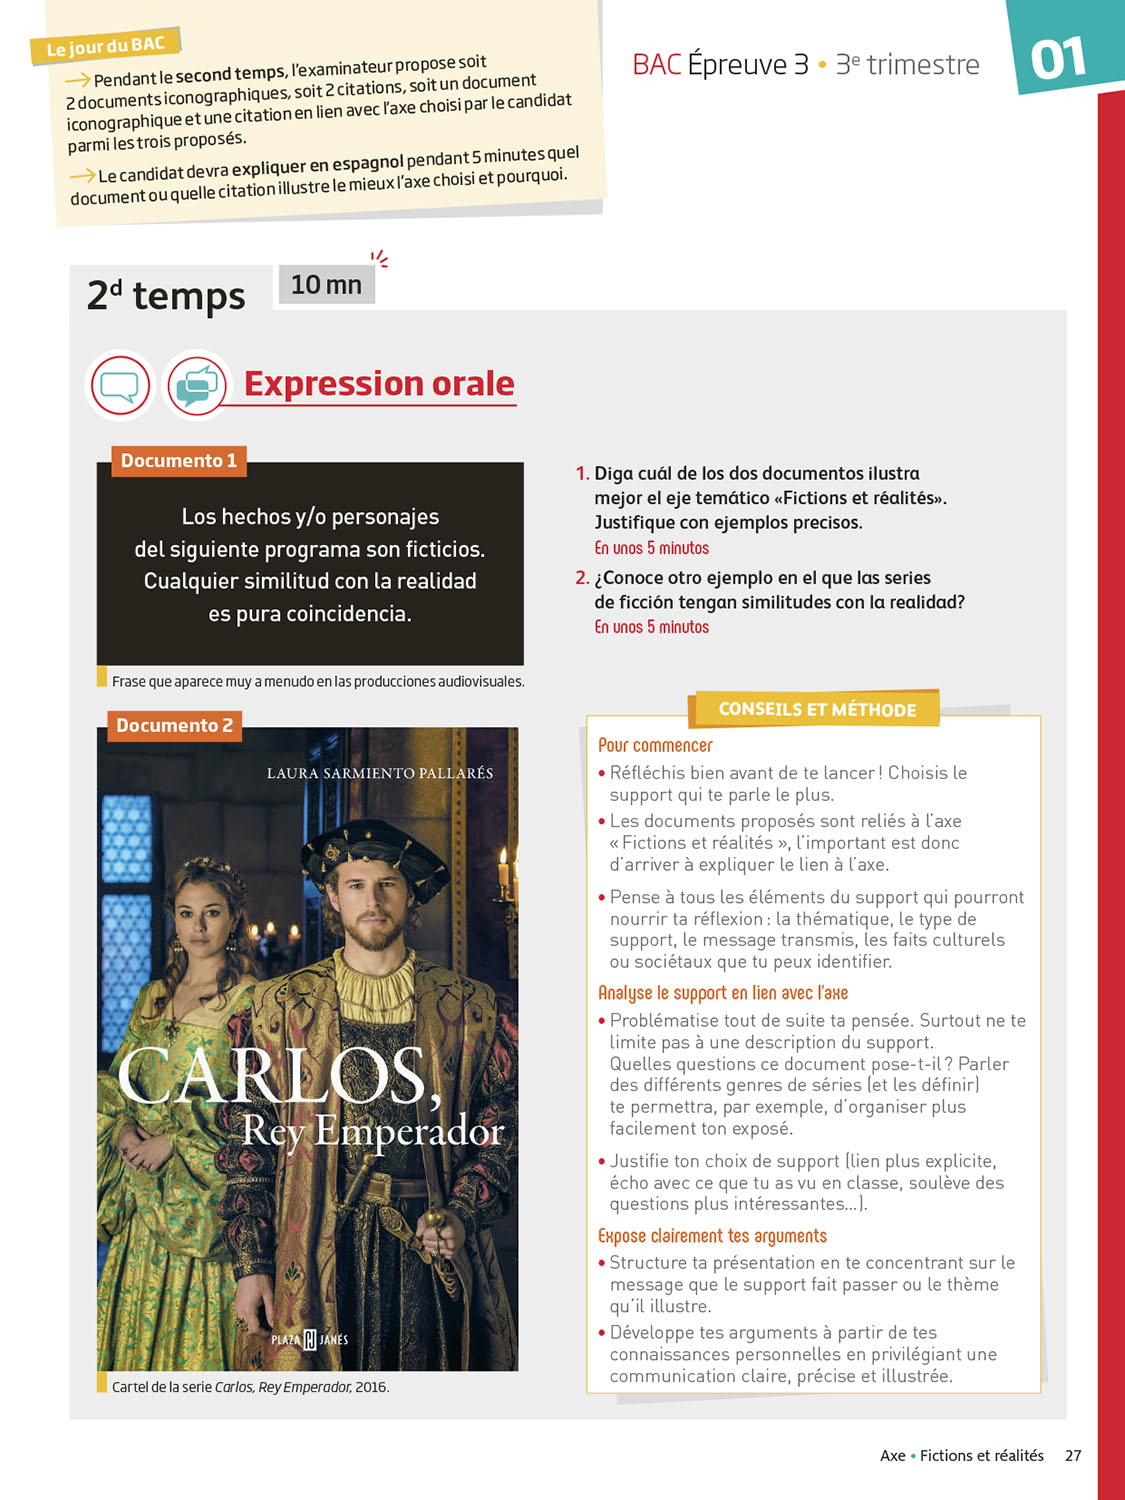 Le jour du BAC
Pendant le second temps, l'examinateur propose soit
2 documents iconographiques, soit 2 citations, soit un document
iconographique et une citation en lien avec l'axe choisi par le candidat
parmi les trois proposés.
Le candidat devra expliquer en espagnol pendant 5 minutes quel
document ou quelle citation illustre le mieux l'axe choisi et pourquoi.
BAC Épreuve 3 • 3e trimestre
01
2d temps
10 mn
Expression orale
Documento 1
Los hechos y/o personajes
del siguiente programa son ficticios.
Cualquier similitud con la realidad
es pura coincidencia.
Frase que aparece muy a menudo en las producciones audiovisuales.
Documento 2
LAURA SARMIENTO PALLARÉS
CARLOS,
Rey Emperador
PLAZA JANÉS
Cartel de la serie Carlos, Rey Emperador, 2016.
1. Diga cuál de los dos documentos ilustra
mejor el eje temático «Fictions et réalités».
Justifique con ejemplos precisos.
En unos 5 minutos
2. ¿Conoce otro ejemplo en el que las series
de ficción tengan similitudes con la realidad?
En unos 5 minutos
CONSEILS ET MÉTHODE
Pour commencer
• Réfléchis bien avant de te lancer ! Choisis le
support qui te parle le plus.
• Les documents proposés sont reliés à l'axe
« Fictions et réalités », l'important est donc
d'arriver à expliquer le lien à l'axe.
• Pense à tous les éléments du support qui pourront
nourrir ta réflexion : la thématique, le type de
support, le message transmis, les faits culturels
ou sociétaux que tu peux identifier.
Analyse le support en lien avec l'axe
• Problématise tout de suite ta pensée. Surtout ne te
limite pas à une description du support.
Quelles questions ce document pose-t-il ? Parler
des différents genres de séries (et les définir)
te permettra, par exemple, d'organiser plus
facilement ton exposé.
• Justifie ton choix de support (lien plus explicite,
écho avec ce que tu as vu en classe, soulève des
questions plus intéressantes…).
Expose clairement tes arguments
• Structure ta présentation en te concentrant sur le
message que le support fait passer ou le thème
qu'il illustre.
• Développe tes arguments à partir de tes
connaissances personnelles en privilégiant une
communication claire, précise et illustrée.
Axe • Fictions et réalités 27